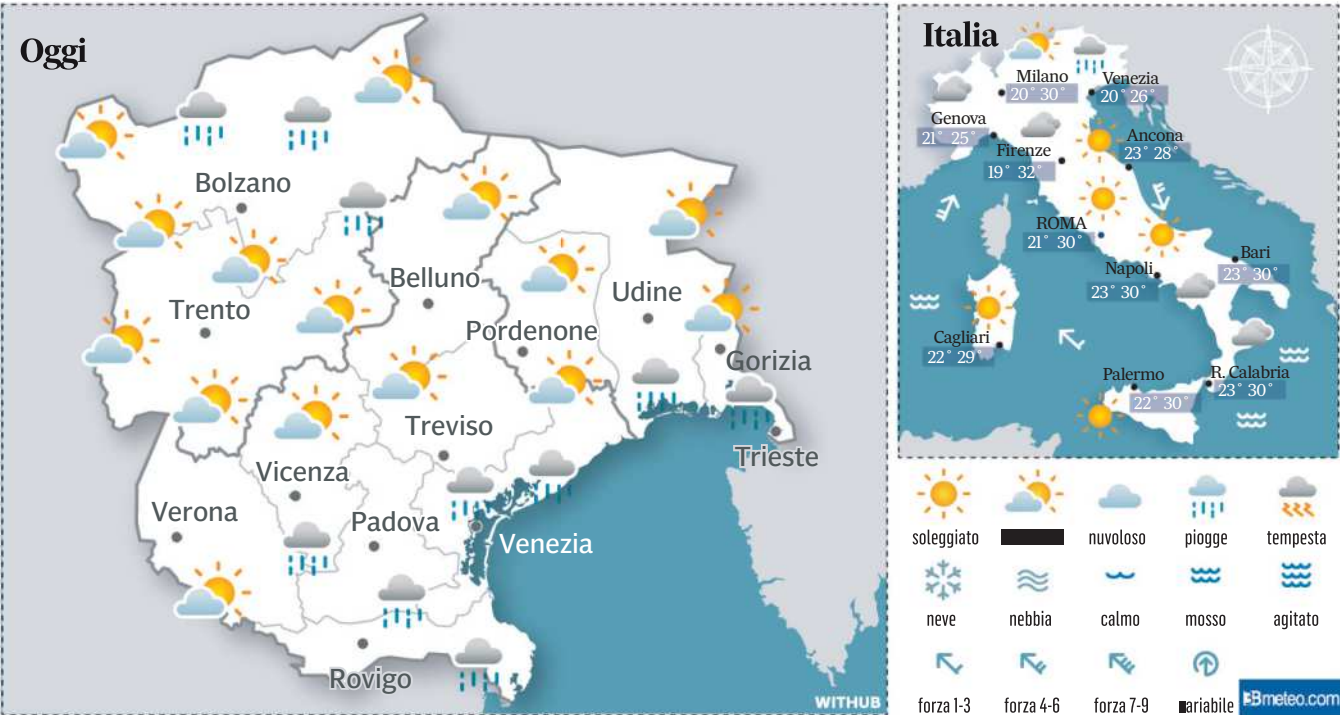 Oggi
Bolzano
Trento
Belluno
Udine
Pordenone
Gorizia
Treviso
Trieste
Vicenza
Verona
Padova
Venezia
Rovigo
WITHUB
Italia
Milano
20° 30°
Venezia
20° 26°
Genova
21° 25°
Firenze
19° 32°
Ancona
23° 28°
ROMA
21° 30°
Napoli
23° 30°
Bari
23° 30°
Cagliari
22° 29
Palermo
22° 30°
R. Calabria
23° 30°
soleggiato nuvoloso piogge tempesta
neve nebbia calmo mosso agitato
forza 1-3 forza 4-6 forza 7-9 ariabile
3Bmeteo.com